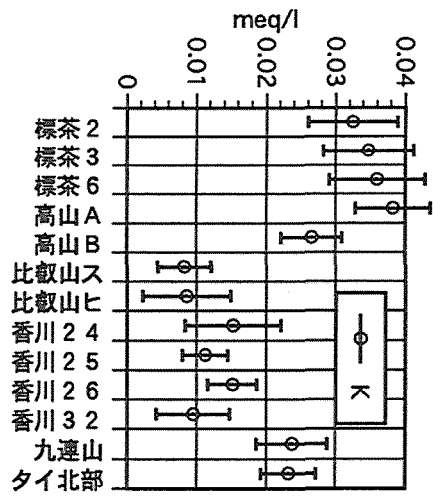 meq/l
0 0.01 0.02 0.03 0.04
標茶2
標茶3
標茶6
高山A
高山B
比叡山ス
比叡山ヒ
香川24
香川25
香川26
香川32
九連山
タイ北部
K